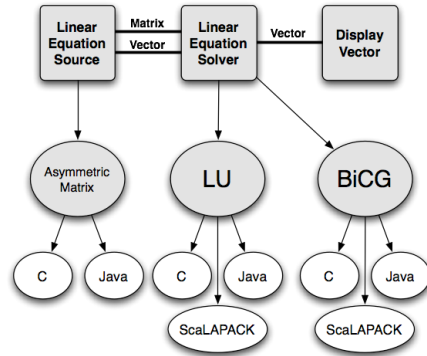 Linear
Equation
Source
Matrix
Vector
Linear
Equation
Solver
Vector
Display
Vector
Asymmetric
Matrix
LU
BiCG
C
Java
C
Java
C
Java
ScaLAPACK
ScaLAPACK